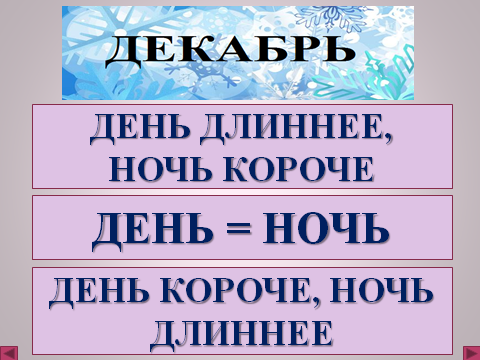 ДЕКАБРЬ
ДЕНЬ ДЛИННЕЕ,
НОЧЬ КОРОЧЕ
ДЕНЬ = НОЧЬ
ДЕНЬ КОРОЧЕ, НОЧЬ
ДЛИННЕЕ